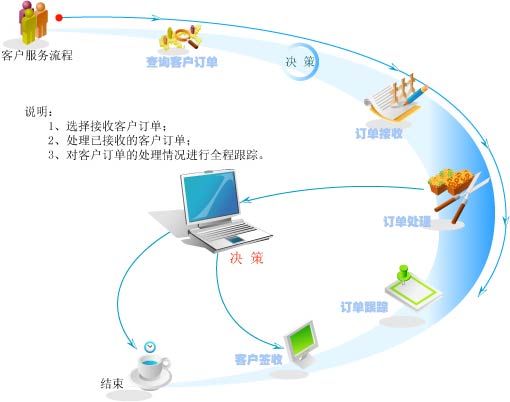 客户服务流程
查询客户订单
决 策
说明：
1、选择接收客户订单；
2、处理已接收的客户订单；
3、对客户订单的处理情况进行全程跟踪。
订单接收
订单处理
决 策
订单跟踪
客户签收
结束